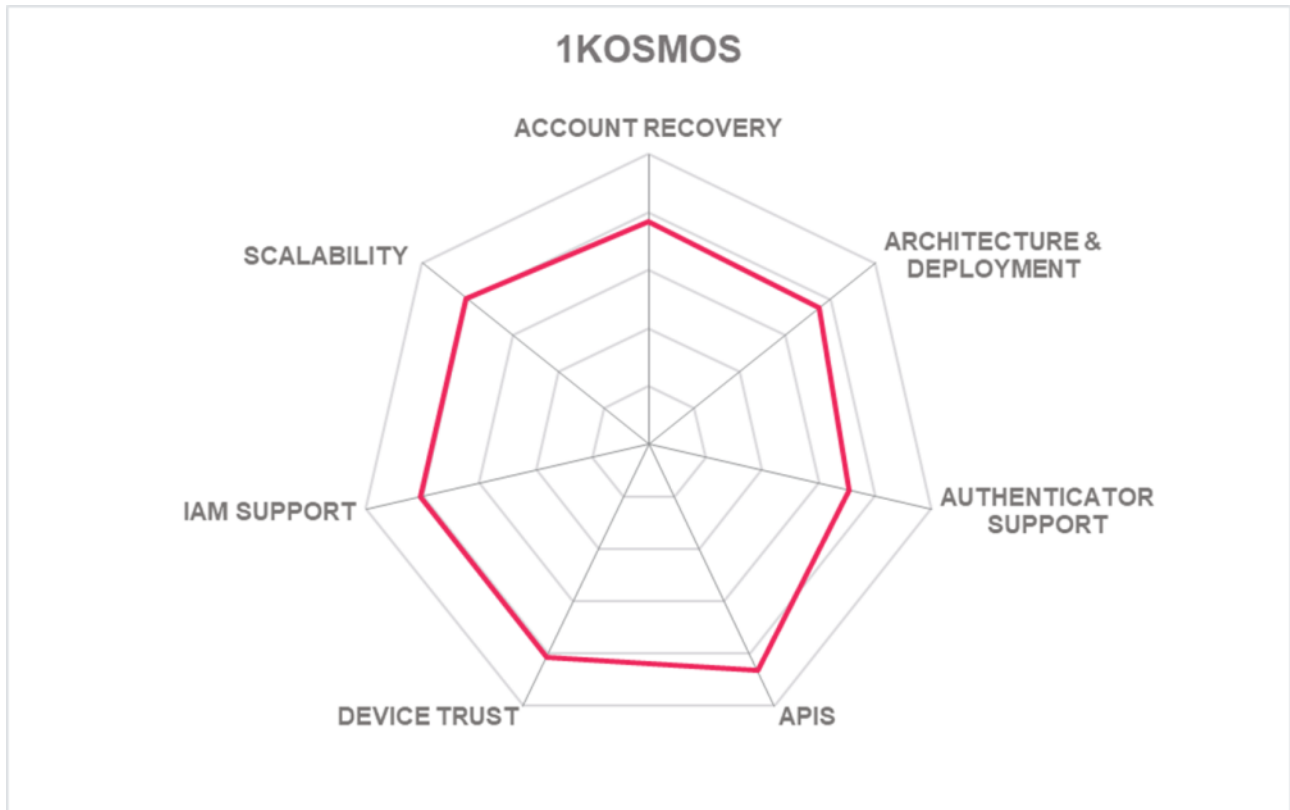 1KOSMOS
ACCOUNT RECOVERY
ARCHITECTURE &
DEPLOYMENT
AUTHENTICATOR
SUPPORT
APIS
DEVICE TRUST
IAM SUPPORT
SCALABILITY